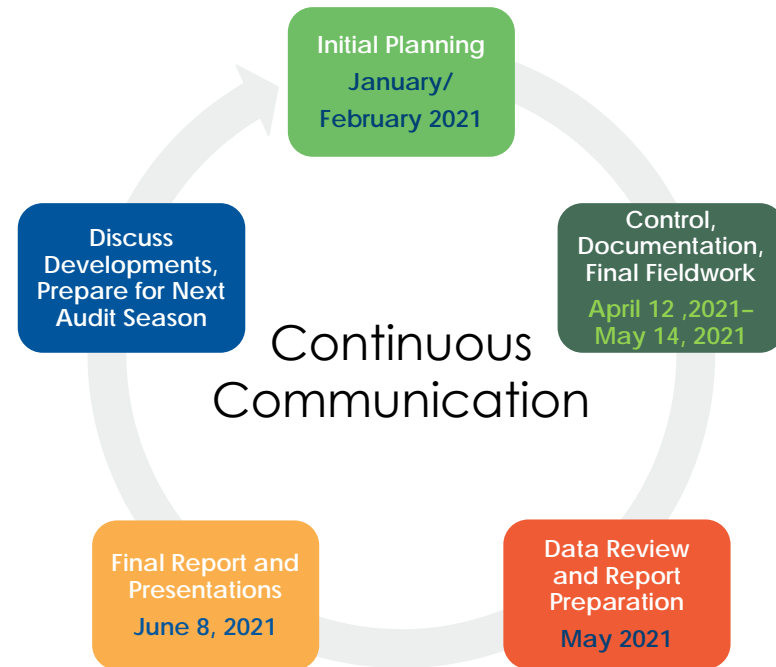 Initial Planning
January/
February 2021
Control,
Documentation,
Final Fieldwork
April 12 ,2021–
May 14, 2021
Data Review
and Report
Preparation
May 2021
Final Report and
Presentations
June 8, 2021
Discuss
Developments,
Prepare for Next
Audit Season
Continuous
Communication